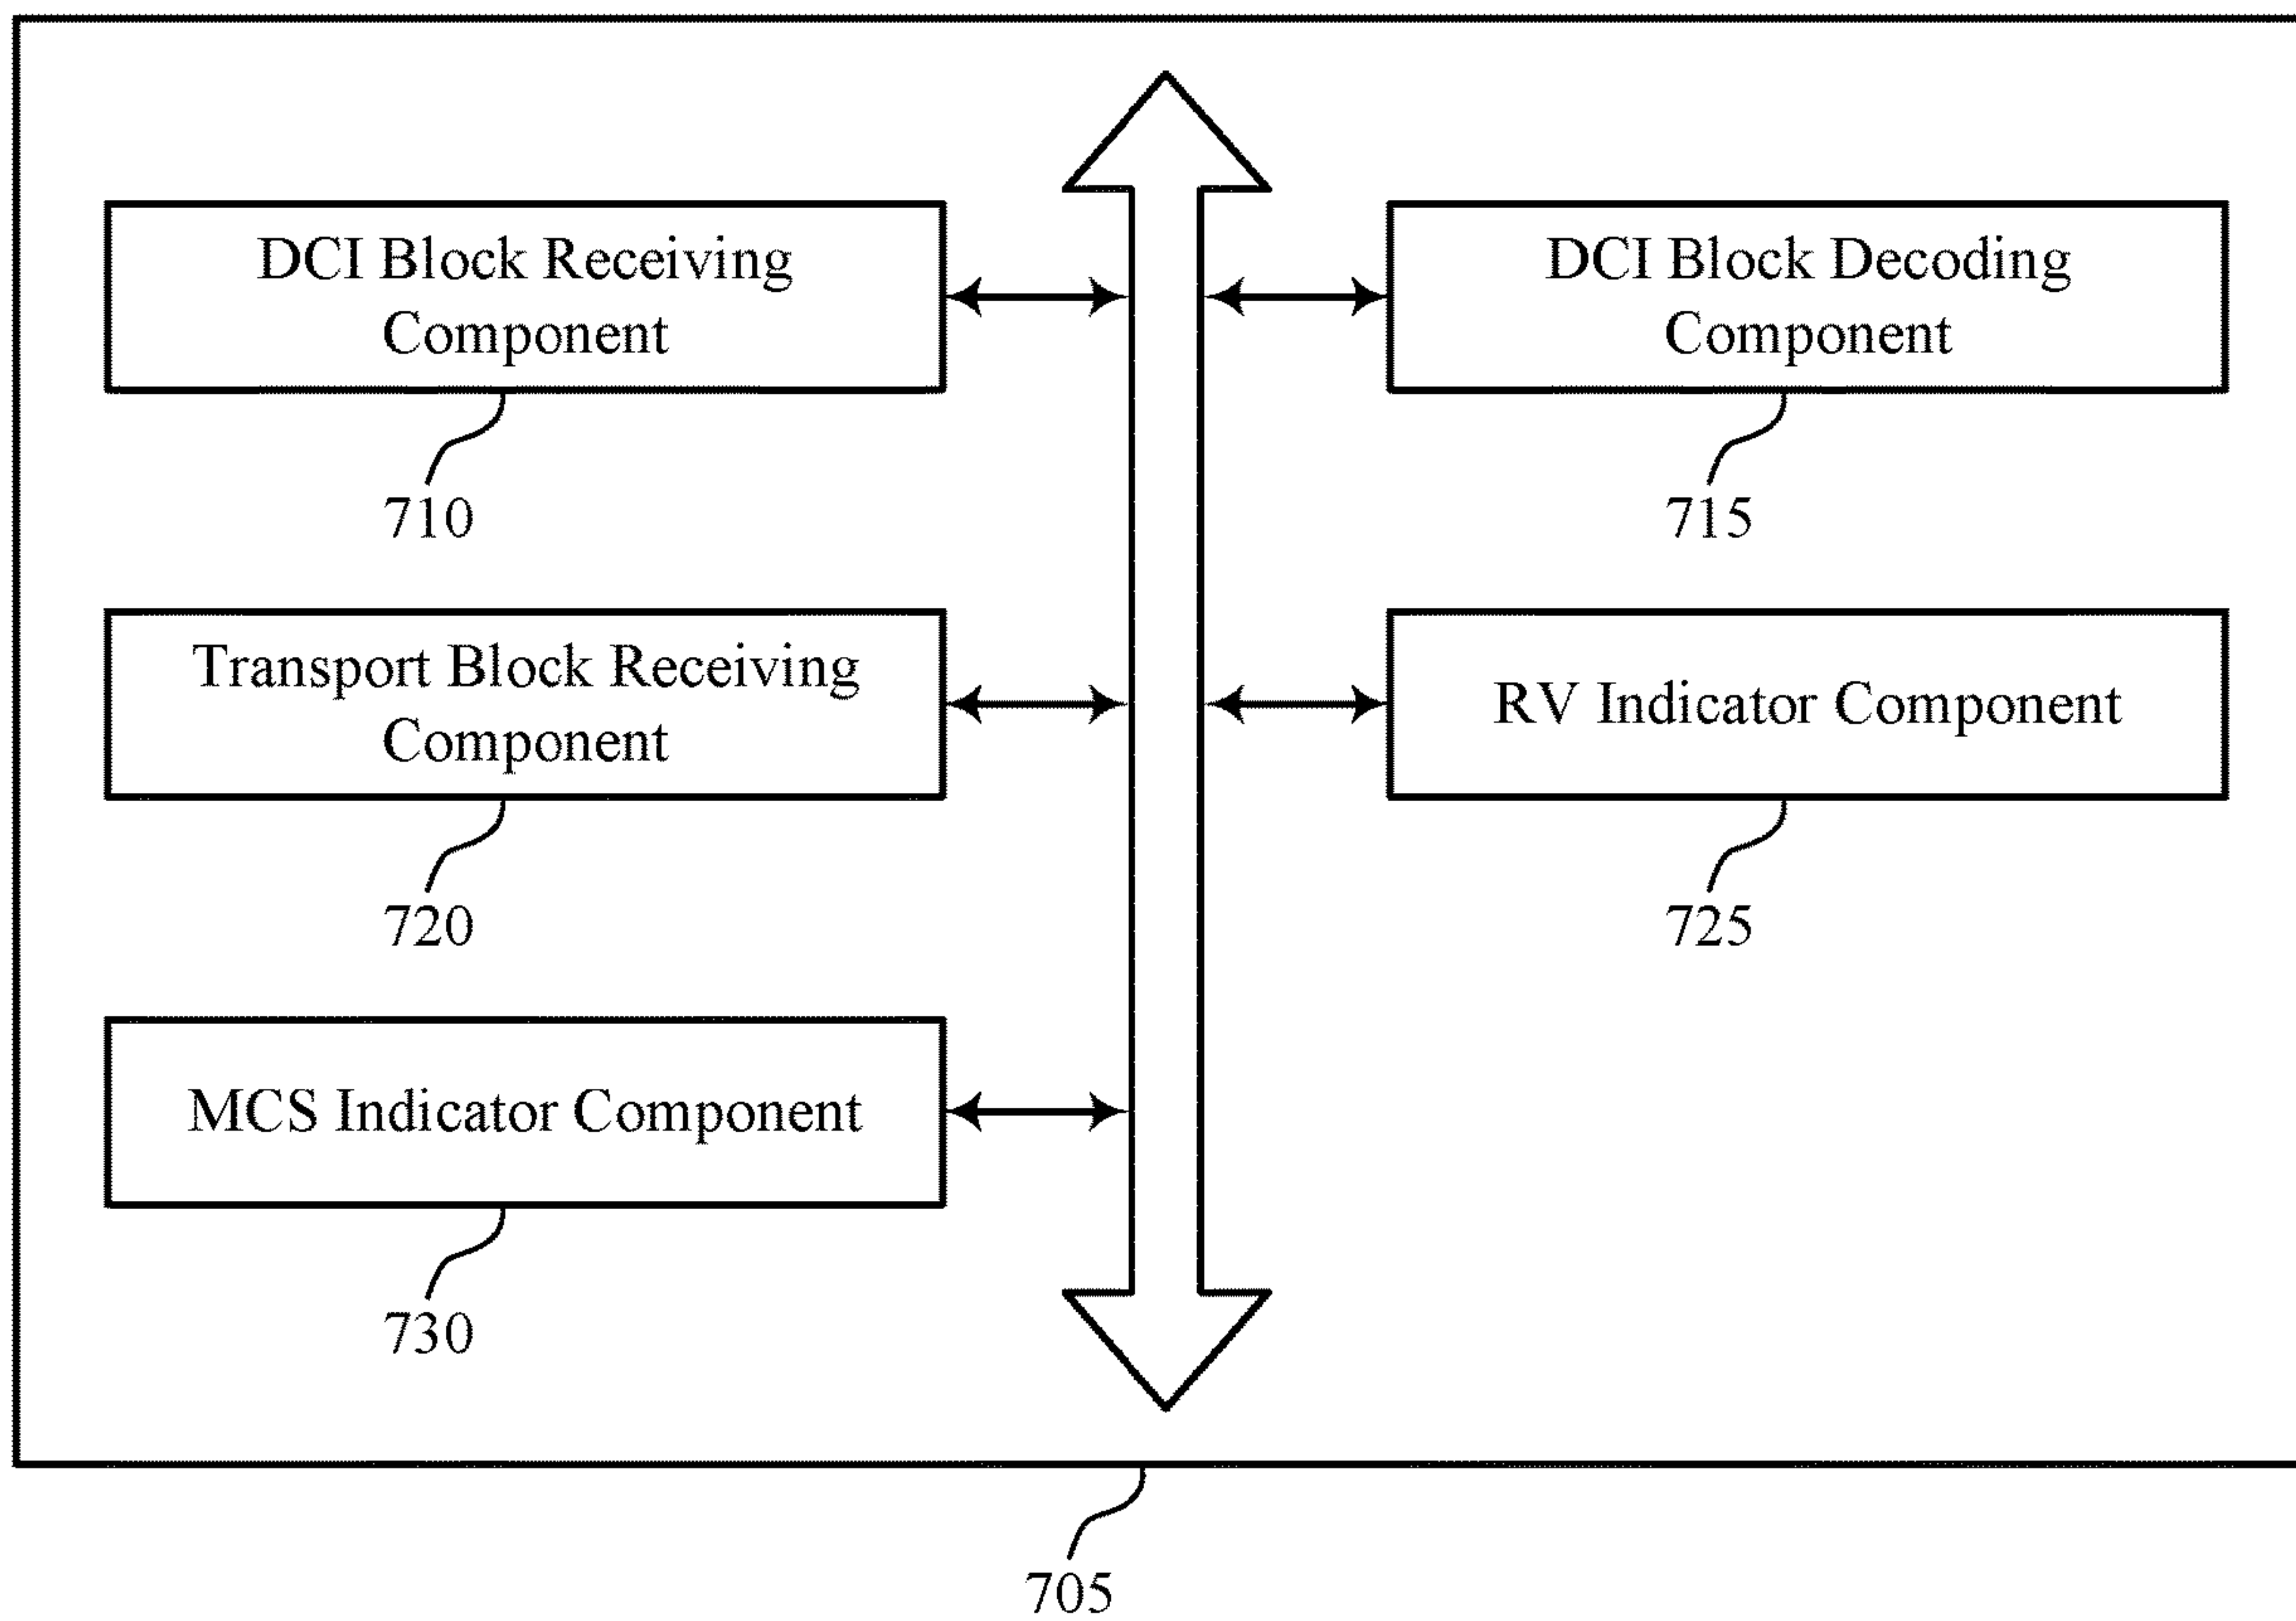 DCI Block Receiving
Component
710
DCI Block Decoding
Component
715
Transport Block Receiving
Component
720
RV Indicator Component
725
MCS Indicator Component
730
705